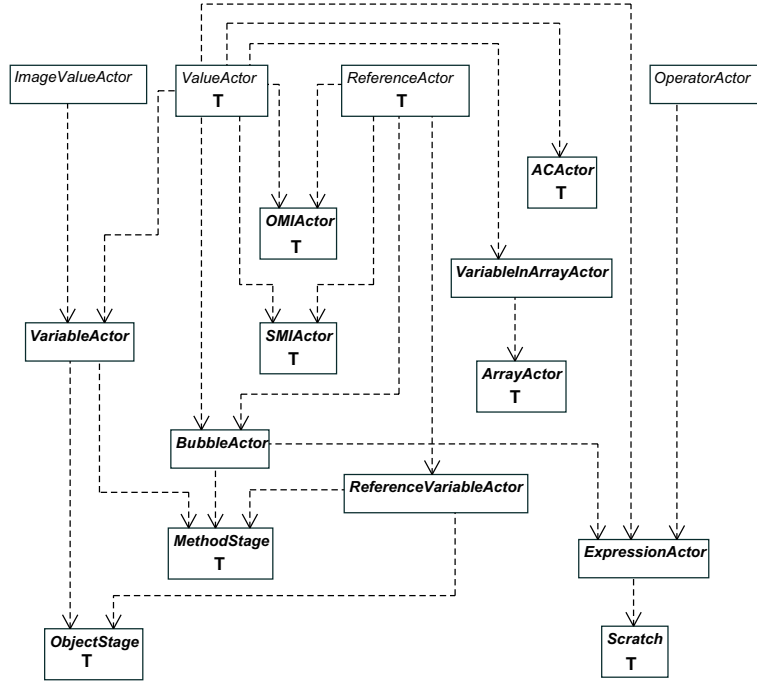 ImageValueActor
ValueActor
T
ReferenceActor
T
OperatorActor
ACActor
T
OMIActor
T
VariableInArrayActor
VariableActor
SMIActor
T
ArrayActor
T
BubbleActor
ReferenceVariableActor
MethodStage
T
ExpressionActor
ObjectStage
T
Scratch
T